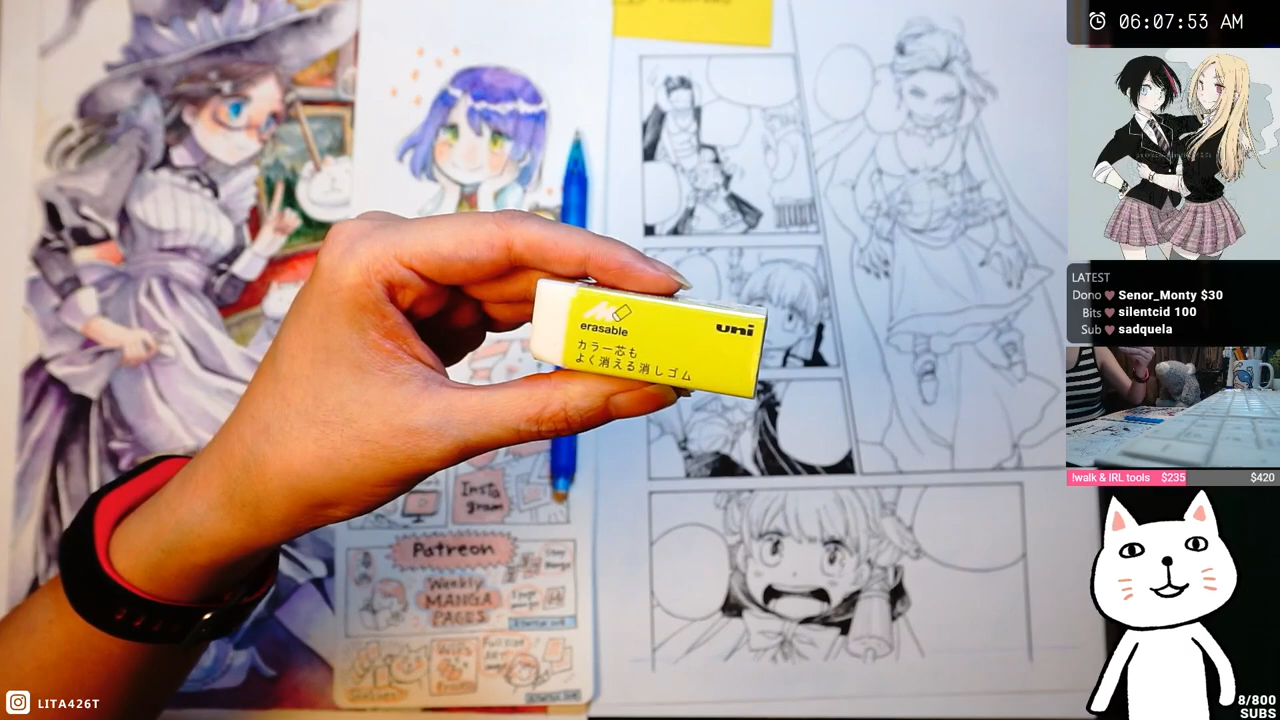 06:07:53 AM
LATEST
Dono Senor_Monty $30
Bits silentcid 100
Sub sadquela
!walk & IRL tools $235 $420
8/800
SUBS
erasable
uni
カラー芯も
よく消える消しゴム
Insta
gram
Patreon
Weekly
MANGA
PAGES
LITA426T